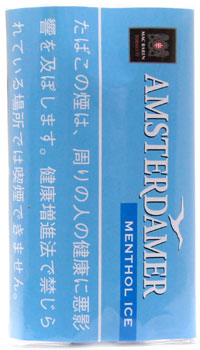 MAC BAREN
AMSTERDAMER
MENTHOL ICE
たばこの煙は、周りの人の健康に悪影
響を及ぼします。健康増進法で禁じら
れている場所では喫煙できません。